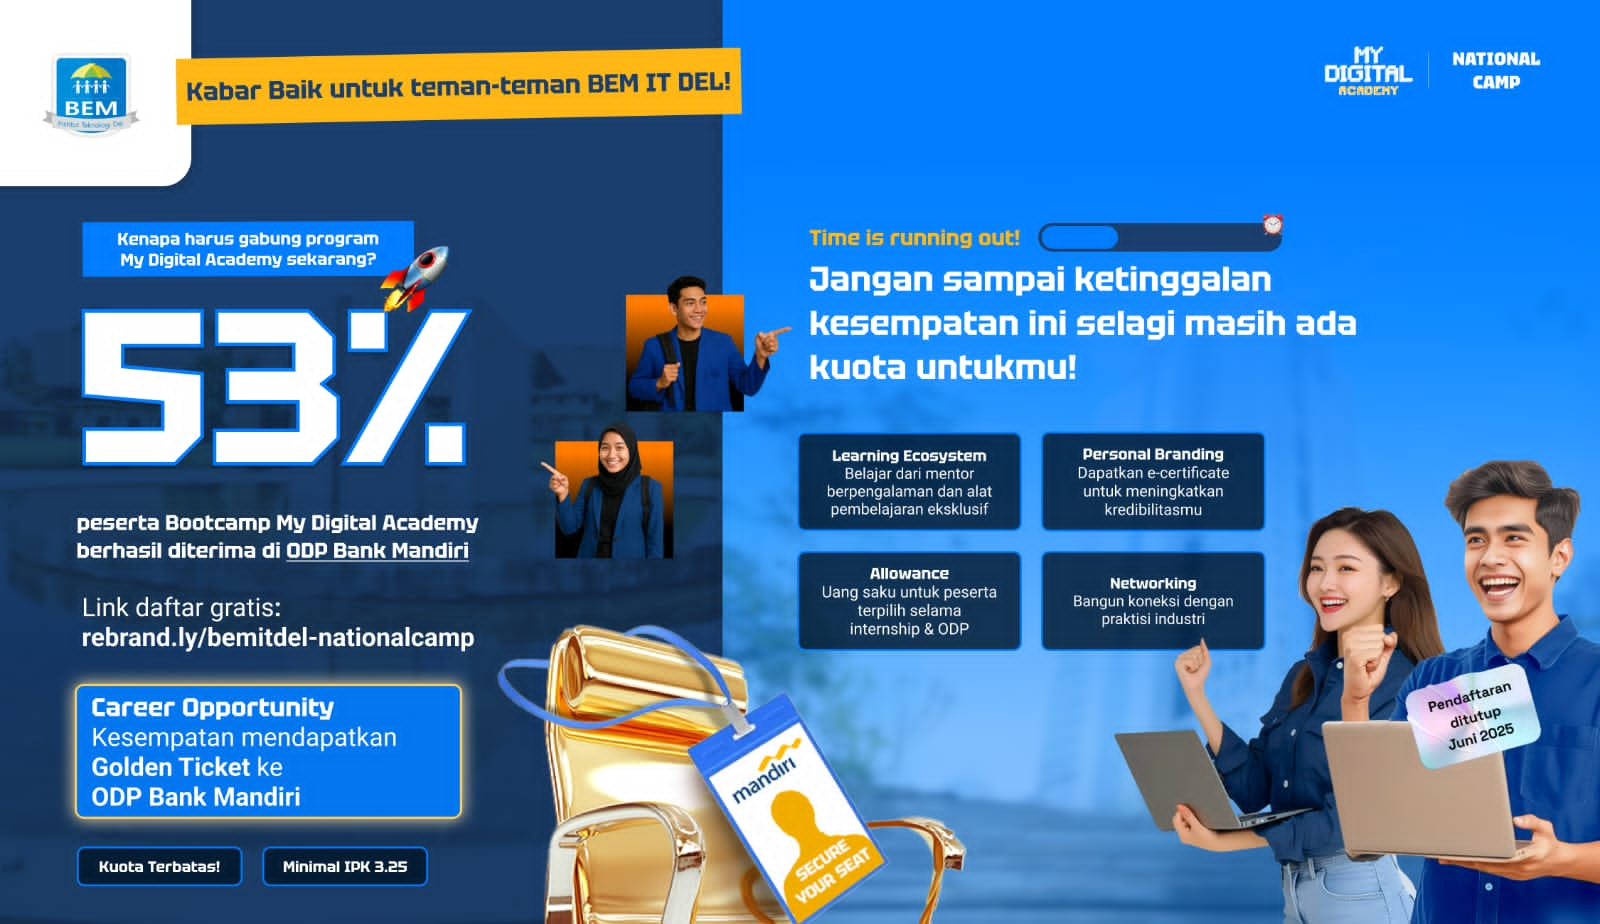 BEM
Institut Teknologi Del
Kabar Baik untuk teman-teman BEM IT DEL!
MY
DIGITAL
ACADEMY
NATIONAL
CAMP
Kenapa harus gabung program
My Digital Academy sekarang?
53%
peserta Bootcamp My Digital Academy
berhasil diterima di ODP Bank Mandiri
Link daftar gratis:
rebrand.ly/bemitdel-nationalcamp
Career Opportunity
Kesempatan mendapatkan
Golden Ticket ke
ODP Bank Mandiri
Kuota Terbatas!
Minimal IPK 3.25
mandiri
SECURE
YOUR SEAT
Time is running out!
Jangan sampai ketinggalan
kesempatan ini selagi masih ada
kuota untukmu!
Learning Ecosystem
Belajar dari mentor
berpengalaman dan alat
pembelajaran eksklusif
Personal Branding
Dapatkan e-certificate
untuk meningkatkan
kredibilitasmu
Allowance
Uang saku untuk peserta
terpilih selama
internship & ODP
Networking
Bangun koneksi dengan
praktisi industri
Pendaftaran
ditutup
Juni 2025